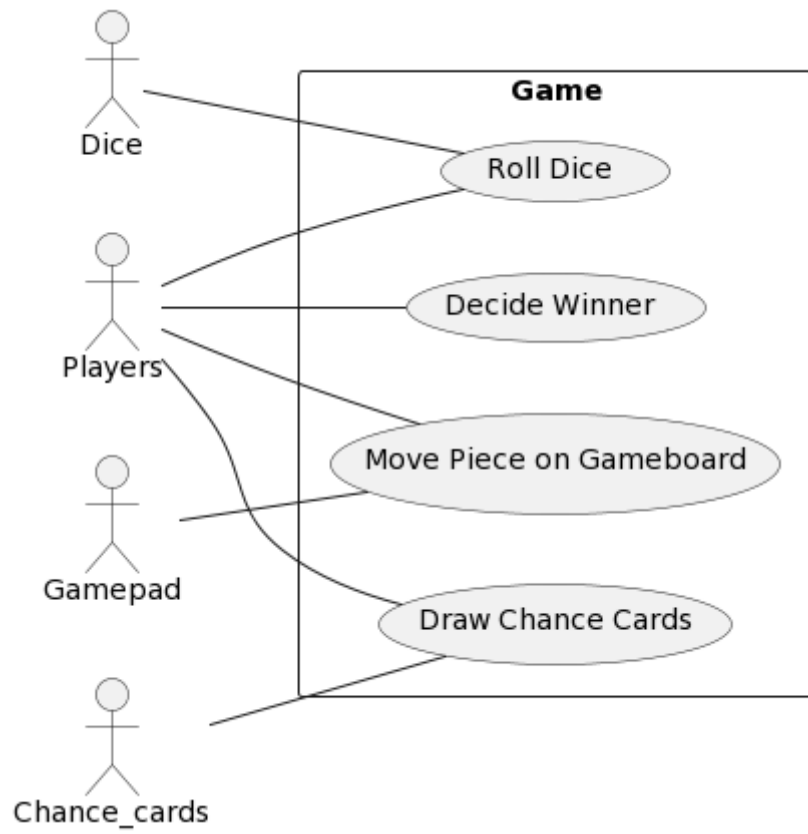 Dice
Game
Roll Dice
Players
Decide Winner
Move Piece on Gameboard
Gamepad
Draw Chance Cards
Chance_cards